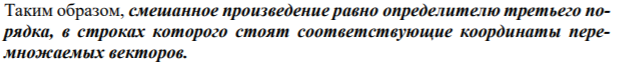 Таким образом, смешанное произведение равно определителю третьего по-
рядка, в строках которого стоят соответствующие координаты пере-
множаемых векторов.